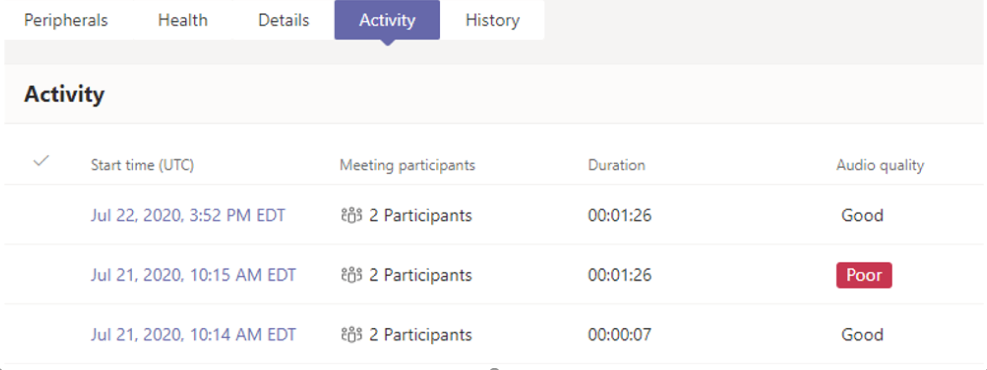 Peripherals Health Details Activity History
Activity
Start time (UTC) Meeting participants Duration Audio quality
Jul 22, 2020, 3:52 PM EDT 2 Participants 00:01:26 Good
Jul 21, 2020, 10:15 AM EDT 2 Participants 00:01:26 Poor
Jul 21, 2020, 10:14 AM EDT 2 Participants 00:00:07 Good